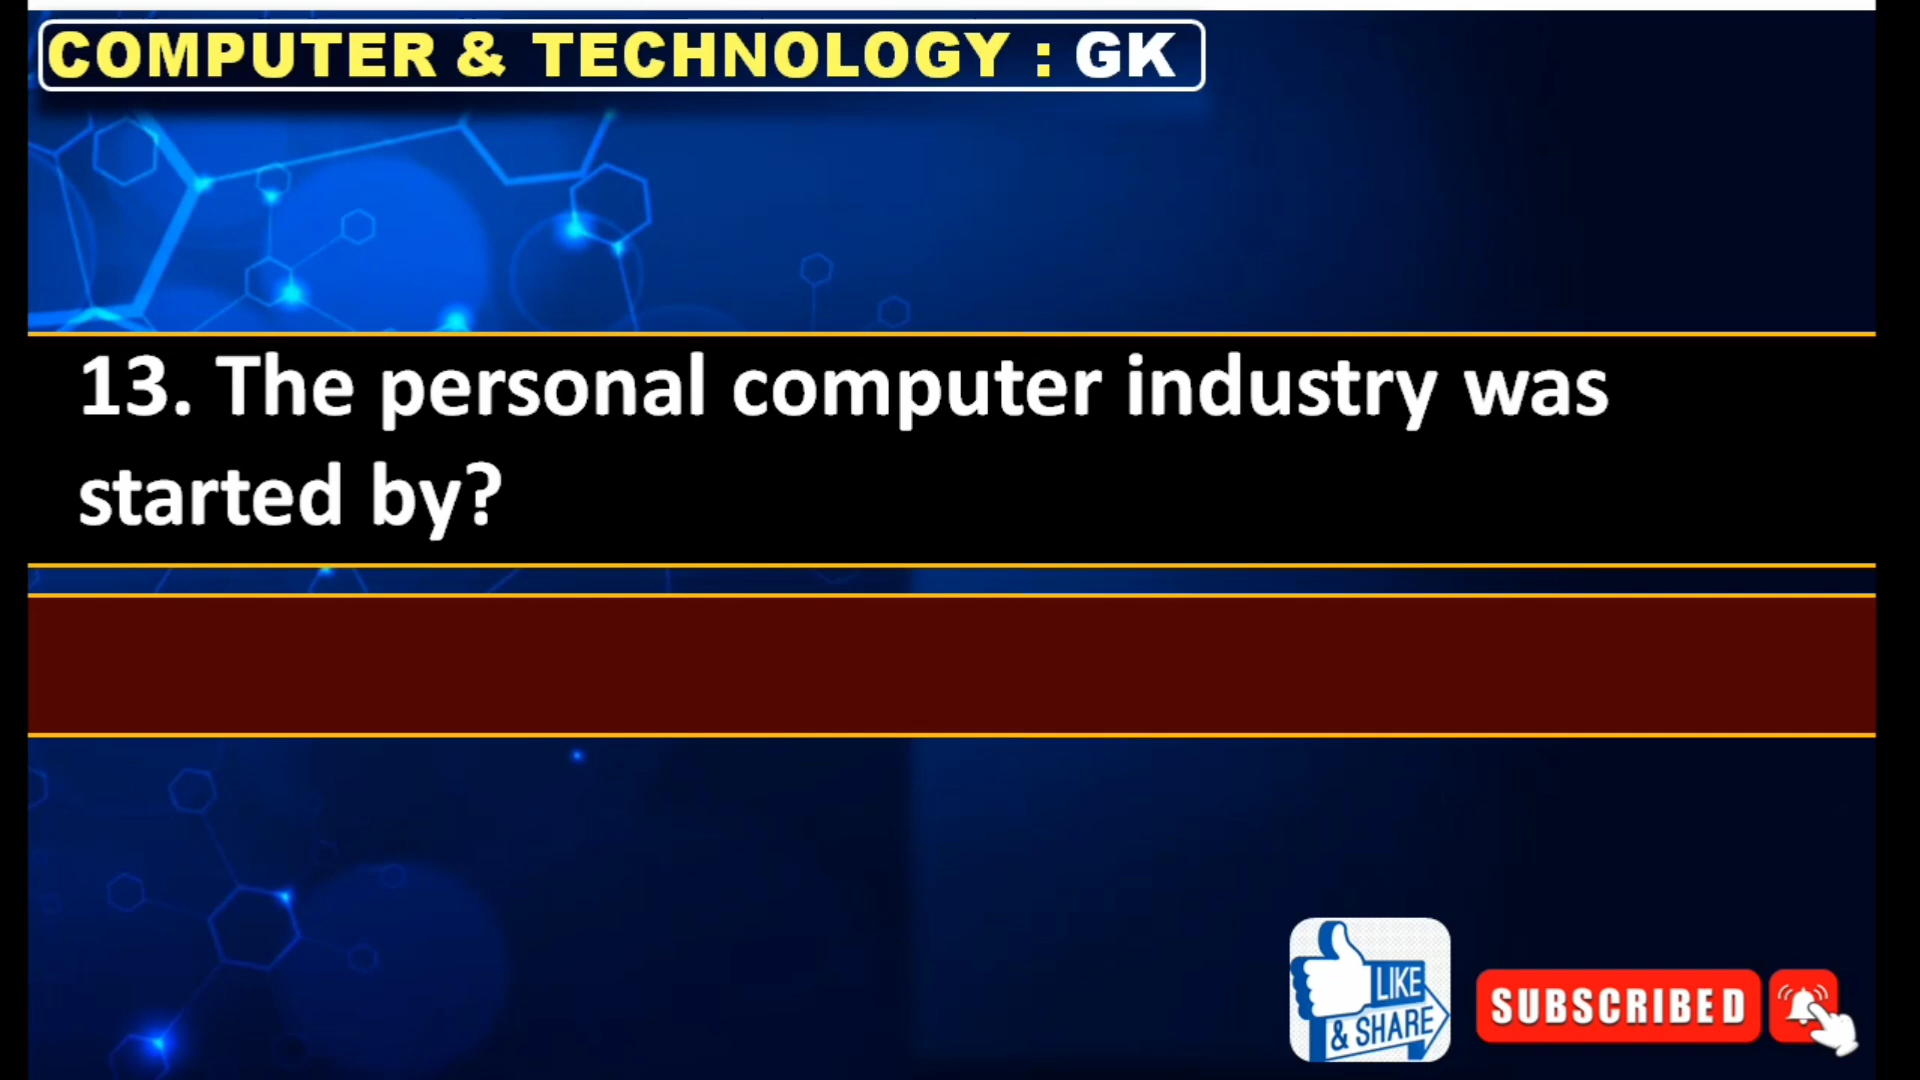 COMPUTER & TECHNOLOGY : GK
13. The personal computer industry was
started by?
LIKE
& SHARE
SUBSCRIBED